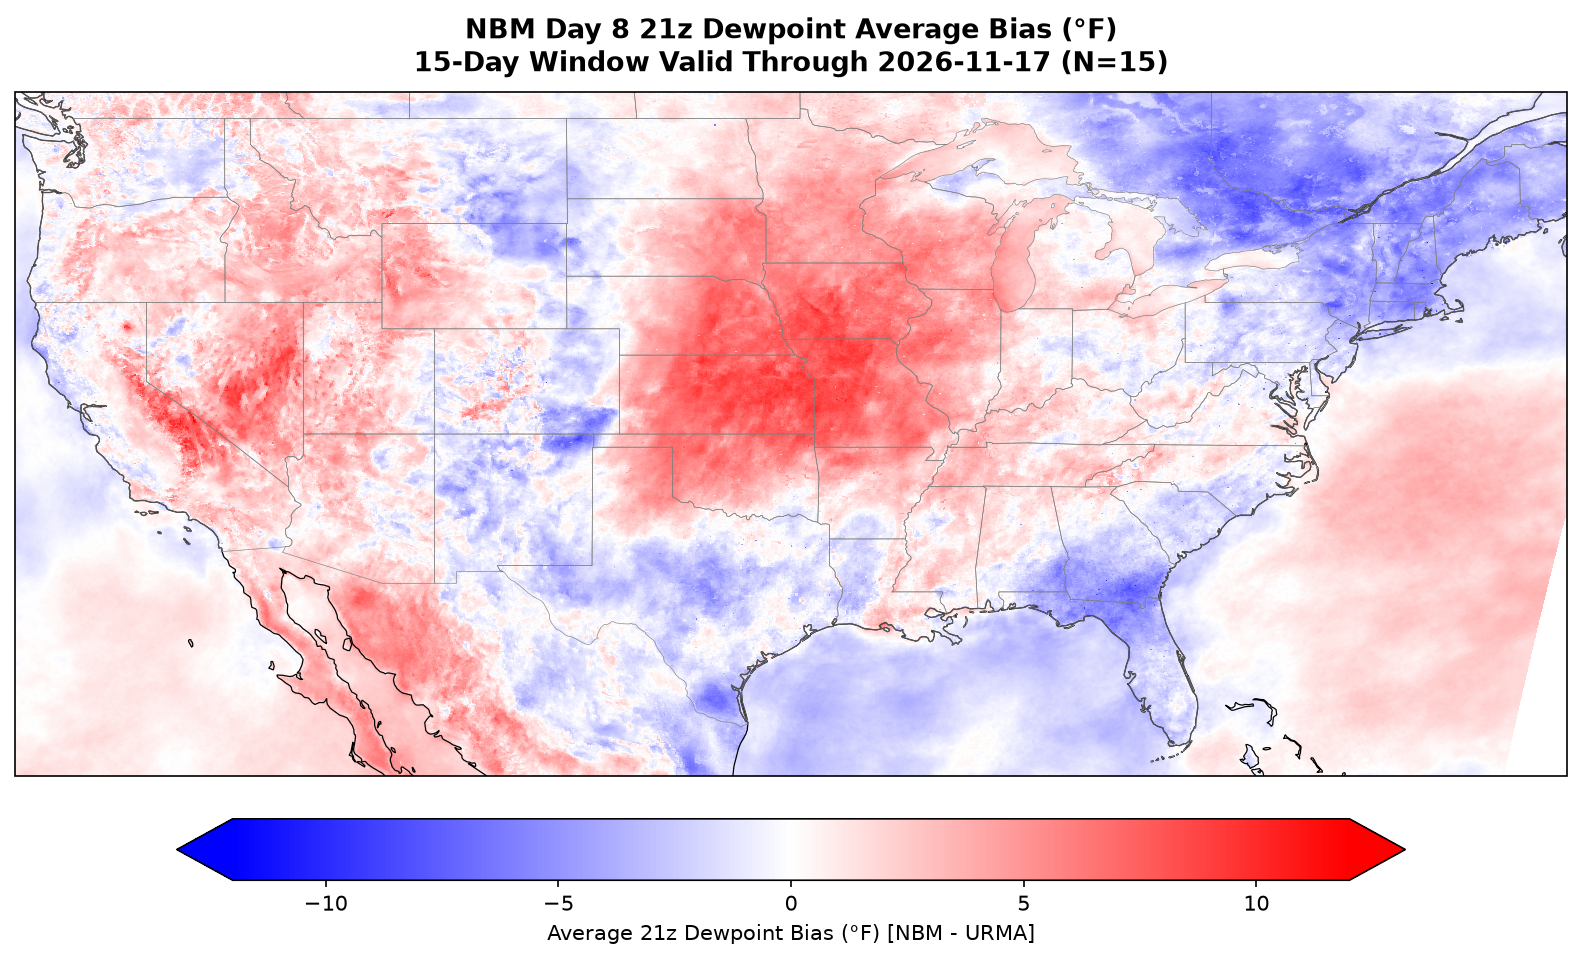 NBM Day 8 21z Dewpoint Average Bias (°F)
15-Day Window Valid Through 2026-11-17 (N=15)
−10 −5 0 5 10
Average 21z Dewpoint Bias (°F) [NBM - URMA]